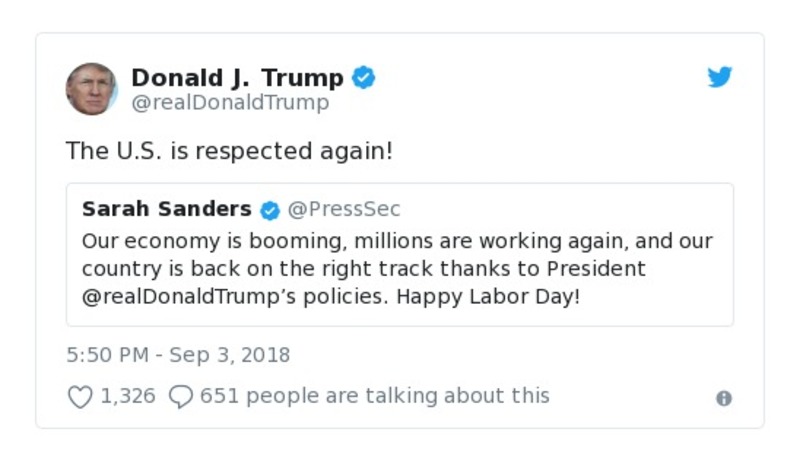 Donald J. Trump
@realDonaldTrump
The U.S. is respected again!
Sarah Sanders @PressSec
Our economy is booming, millions are working again, and our
country is back on the right track thanks to President
@realDonaldTrump’s policies. Happy Labor Day!
5:50 PM - Sep 3, 2018
1,326 651 people are talking about this